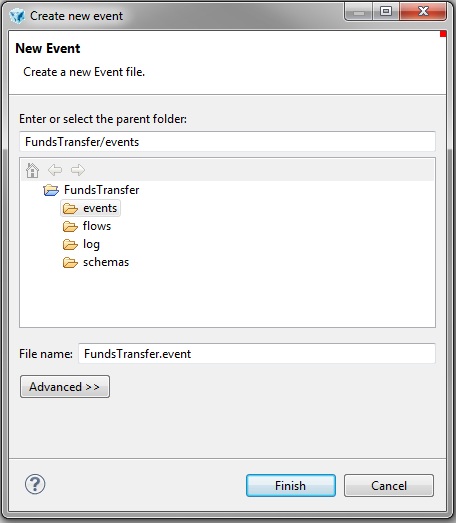 Create new event
New Event
Create a new Event file.
Enter or select the parent folder:
FundsTransfer/events
FundsTransfer
events
flows
log
schemas
File name: FundsTransfer.event
Advanced >>
? Finish Cancel